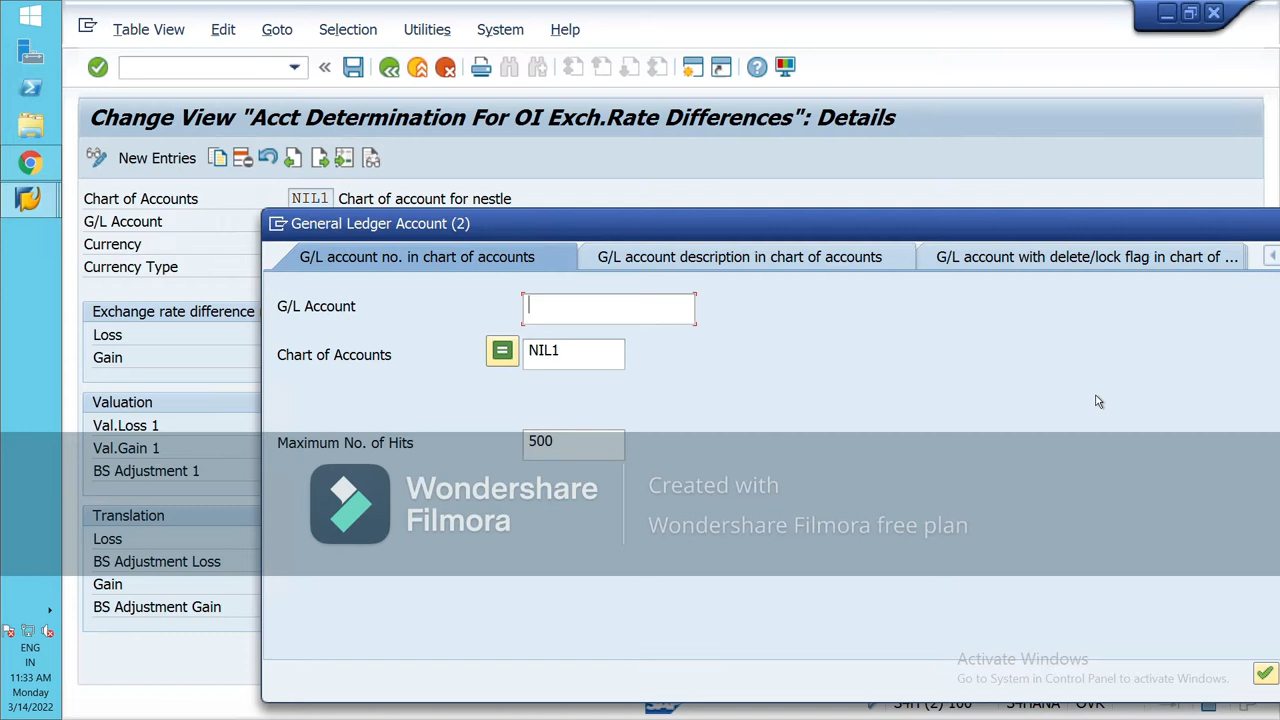 Table View Edit Goto Selection Utilities System Help
Change View "Acct Determination For OI Exch.Rate Differences": Details
New Entries
Chart of Accounts NIL1 Chart of account for nestle
G/L Account
Currency
Currency Type
Exchange rate difference
Loss
Gain
Valuation
Val.Loss 1
Val.Gain 1
BS Adjustment 1
Translation
Loss
BS Adjustment Loss
Gain
BS Adjustment Gain
General Ledger Account (2)
G/L account no. in chart of accounts G/L account description in chart of accounts G/L account with delete/lock flag in chart of ...
G/L Account
Chart of Accounts NIL1
Maximum No. of Hits 500
Wondershare
Filmora
Created with
Wondershare Filmora free plan
Activate Windows
Go to System in Control Panel to activate Windows.
ENG
IN
11:33 AM
Monday
3/14/2022